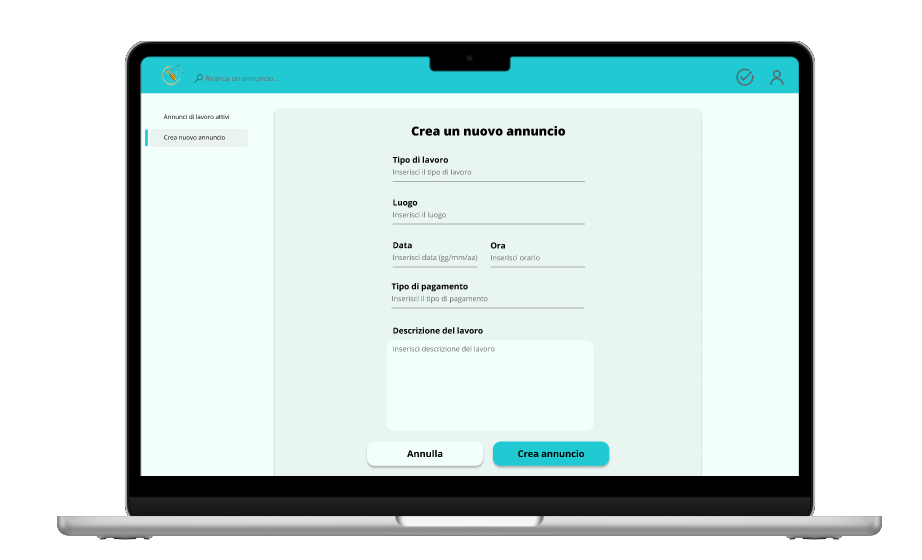 Ricerca un annuncio ...
Annunci di lavoro attivi
Crea nuovo annuncio
Crea un nuovo annuncio
Tipo di lavoro
Inserisci il tipo di lavoro
Luogo
Inserisci il luogo
Data Ora
Inserisci data (gg/mm/aa) Inserisci orario
Tipo di pagamento
Inserisci il tipo di pagamento
Descrizione del lavoro
Inserisci descrizione del lavoro
Annulla Crea annuncio